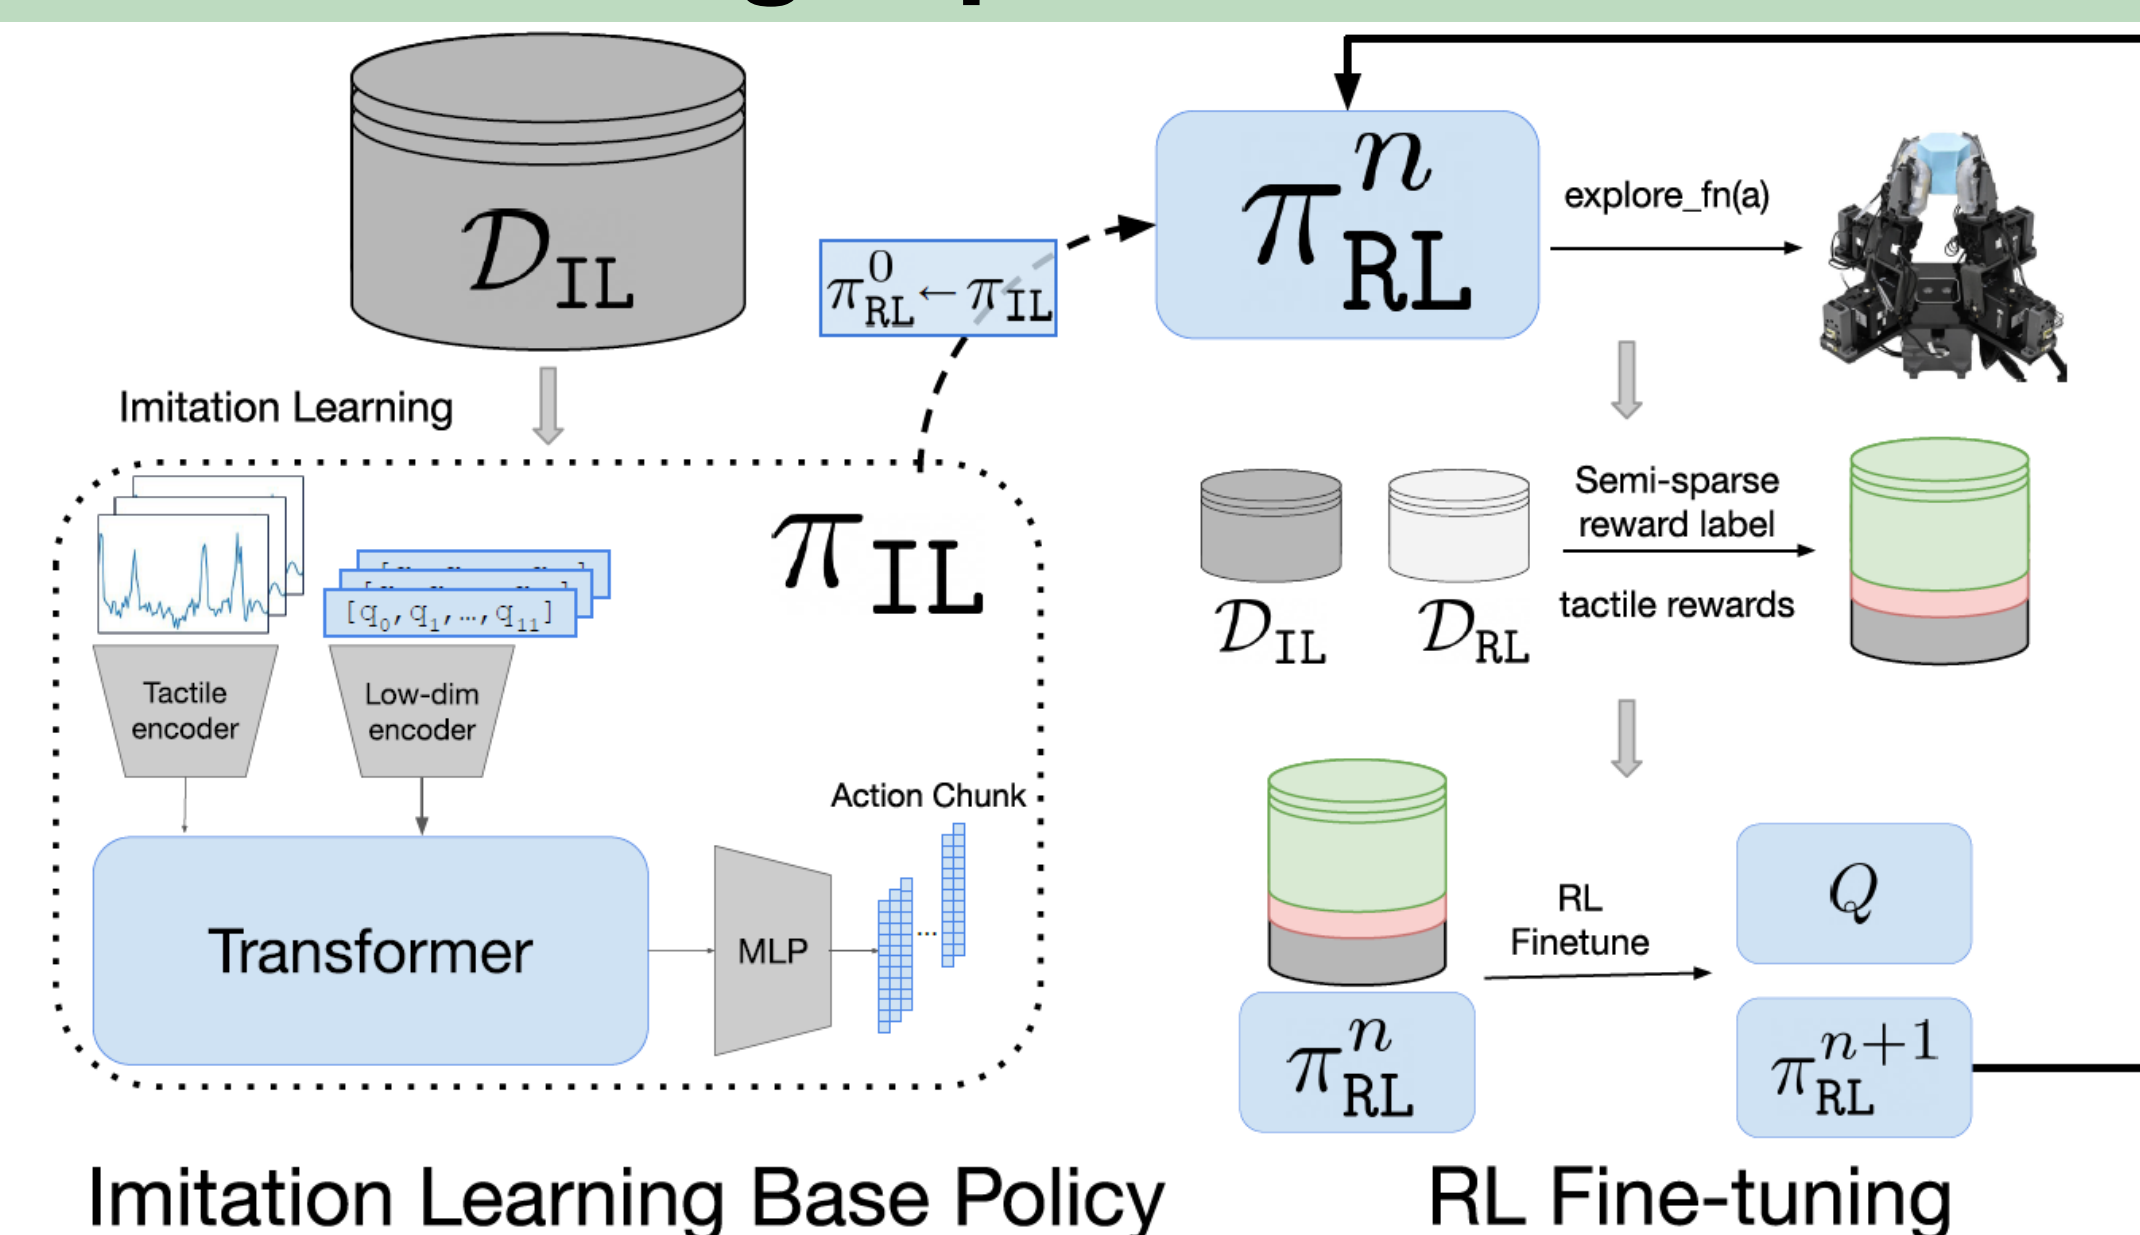 𝒟_IL
Imitation Learning
π_IL
[q_0, q_1, …, q_11]
Tactile
encoder
Low-dim
encoder
Transformer
MLP
Action Chunk
...
Imitation Learning Base Policy
π^0_RL ← π_IL
π^n_RL
explore_fn(a)
𝒟_IL
𝒟_RL
Semi-sparse
reward label
tactile rewards
π^n_RL
RL
Finetune
Q
π^{n+1}_RL
RL Fine-tuning